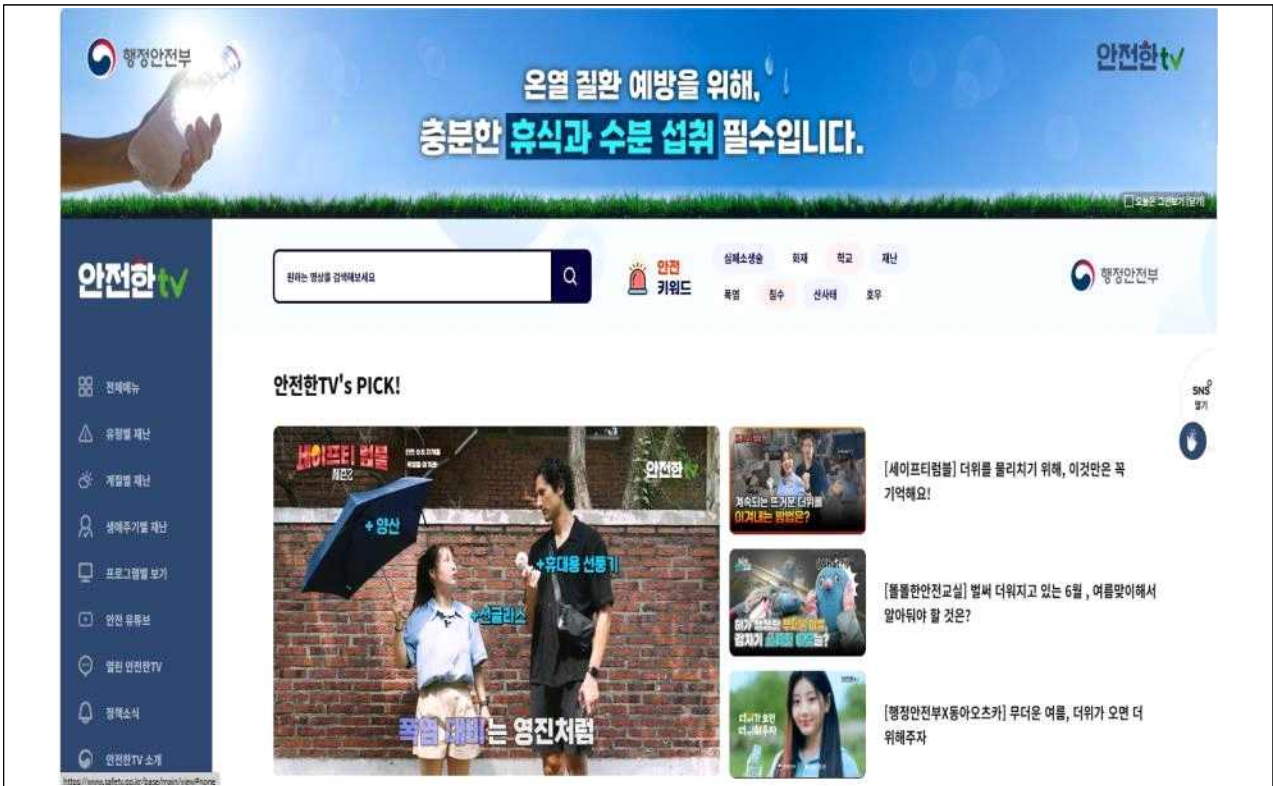 행정안전부
안전한tv
온열 질환 예방을 위해,
충분한 휴식과 수분 섭취 필수입니다.
오늘은 그만보기 [닫기]
안전한tv
원하는 영상을 검색해보세요
안전
키워드
심폐소생술 화재 학교 재난
폭염 침수 산사태 호우
행정안전부
전체메뉴
유형별 재난
계절별 재난
생애주기별 재난
프로그램별 보기
안전 유튜브
열린 안전한TV
정책소식
안전한TV 소개
SNS
열기
안전한TV's PICK!
세이프티 럼블
시즌2
안전한tv
+양산
+휴대용 선풍기
+선글라스
폭염 대비는 영진처럼
계속되는 뜨거운 더위를
이겨내는 방법은?
[세이프티럼블] 더위를 물리치기 위해, 이것만은 꼭
기억해요!
[똘똘한안전교실] 벌써 더워지고 있는 6월 , 여름맞이해서
알아둬야 할 것은?
더위가 오면
더 위해주자
[행정안전부X동아오츠카] 무더운 여름, 더위가 오면 더
위해주자